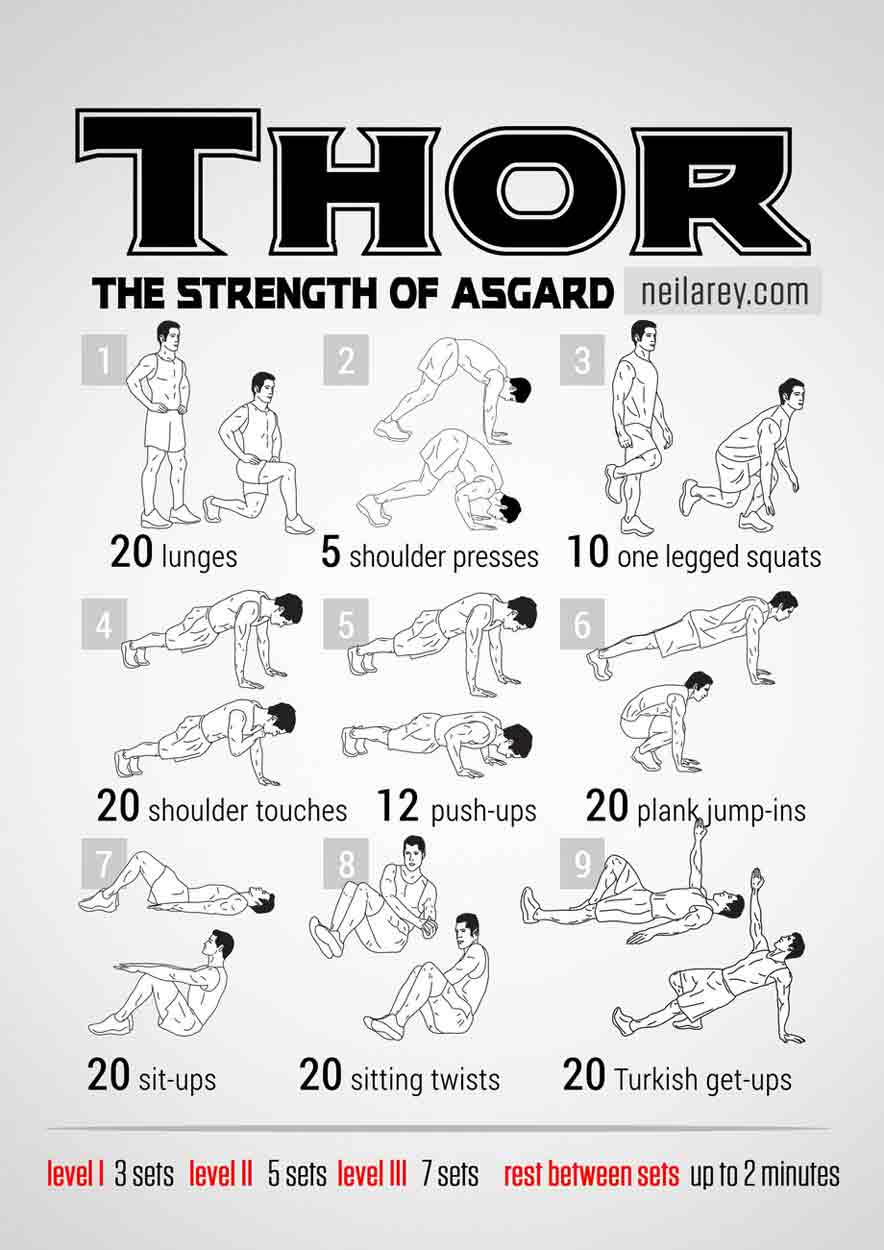 THOR
THE STRENGTH OF ASGARD neilarey.com
1 2 3
20 lunges 5 shoulder presses 10 one legged squats
4 5 6
20 shoulder touches 12 push-ups 20 plank jump-ins
7 8 9
20 sit-ups 20 sitting twists 20 Turkish get-ups
level I 3 sets level II 5 sets level III 7 sets rest between sets up to 2 minutes